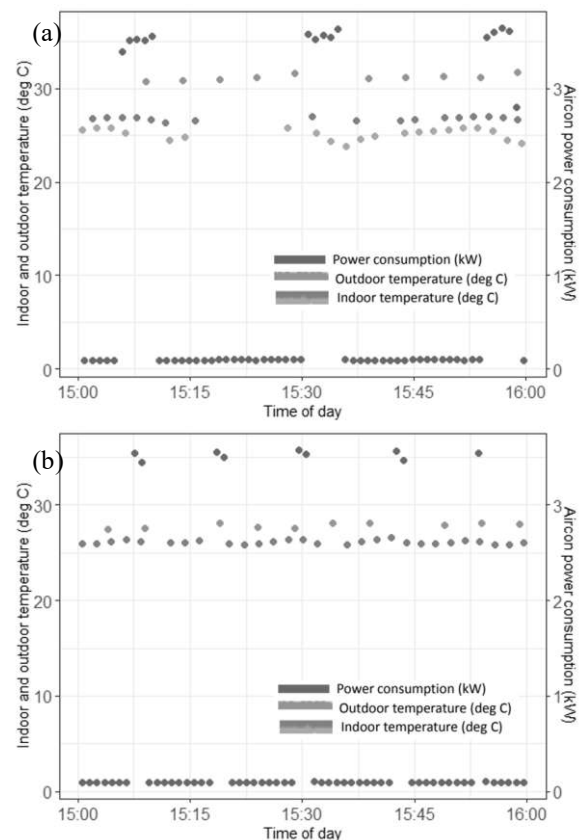 (a)
Indoor and outdoor temperature (deg C)
30
20
10
0
3
2
1
0
Aircon power consumption (kW)
Power consumption (kW)
Outdoor temperature (deg C)
Indoor temperature (deg C)
15:00 15:15 15:30 15:45 16:00
Time of day
(b)
Indoor and outdoor temperature (deg C)
30
20
10
0
3
2
1
0
Aircon power consumption (kW)
Power consumption (kW)
Outdoor temperature (deg C)
Indoor temperature (deg C)
15:00 15:15 15:30 15:45 16:00
Time of day